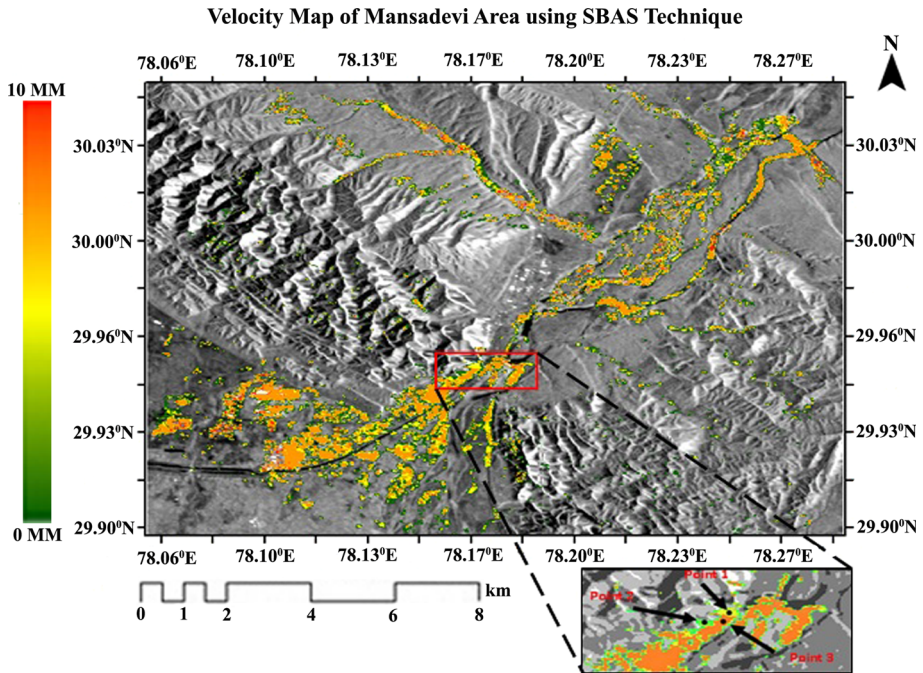 Velocity Map of Mansadevi Area using SBAS Technique
N
78.06⁰E 78.10⁰E 78.13⁰E 78.17⁰E 78.20⁰E 78.23⁰E 78.27⁰E
10 MM
30.03⁰N 30.03⁰N
30.00⁰N 30.00⁰N
29.96⁰N 29.96⁰N
29.93⁰N 29.93⁰N
29.90⁰N 29.90⁰N
0 MM
78.06⁰E 78.10⁰E 78.13⁰E 78.17⁰E 78.20⁰E 78.23⁰E 78.27⁰E
km
0 1 2 4 6 8
Point 1
Point 2
Point 3